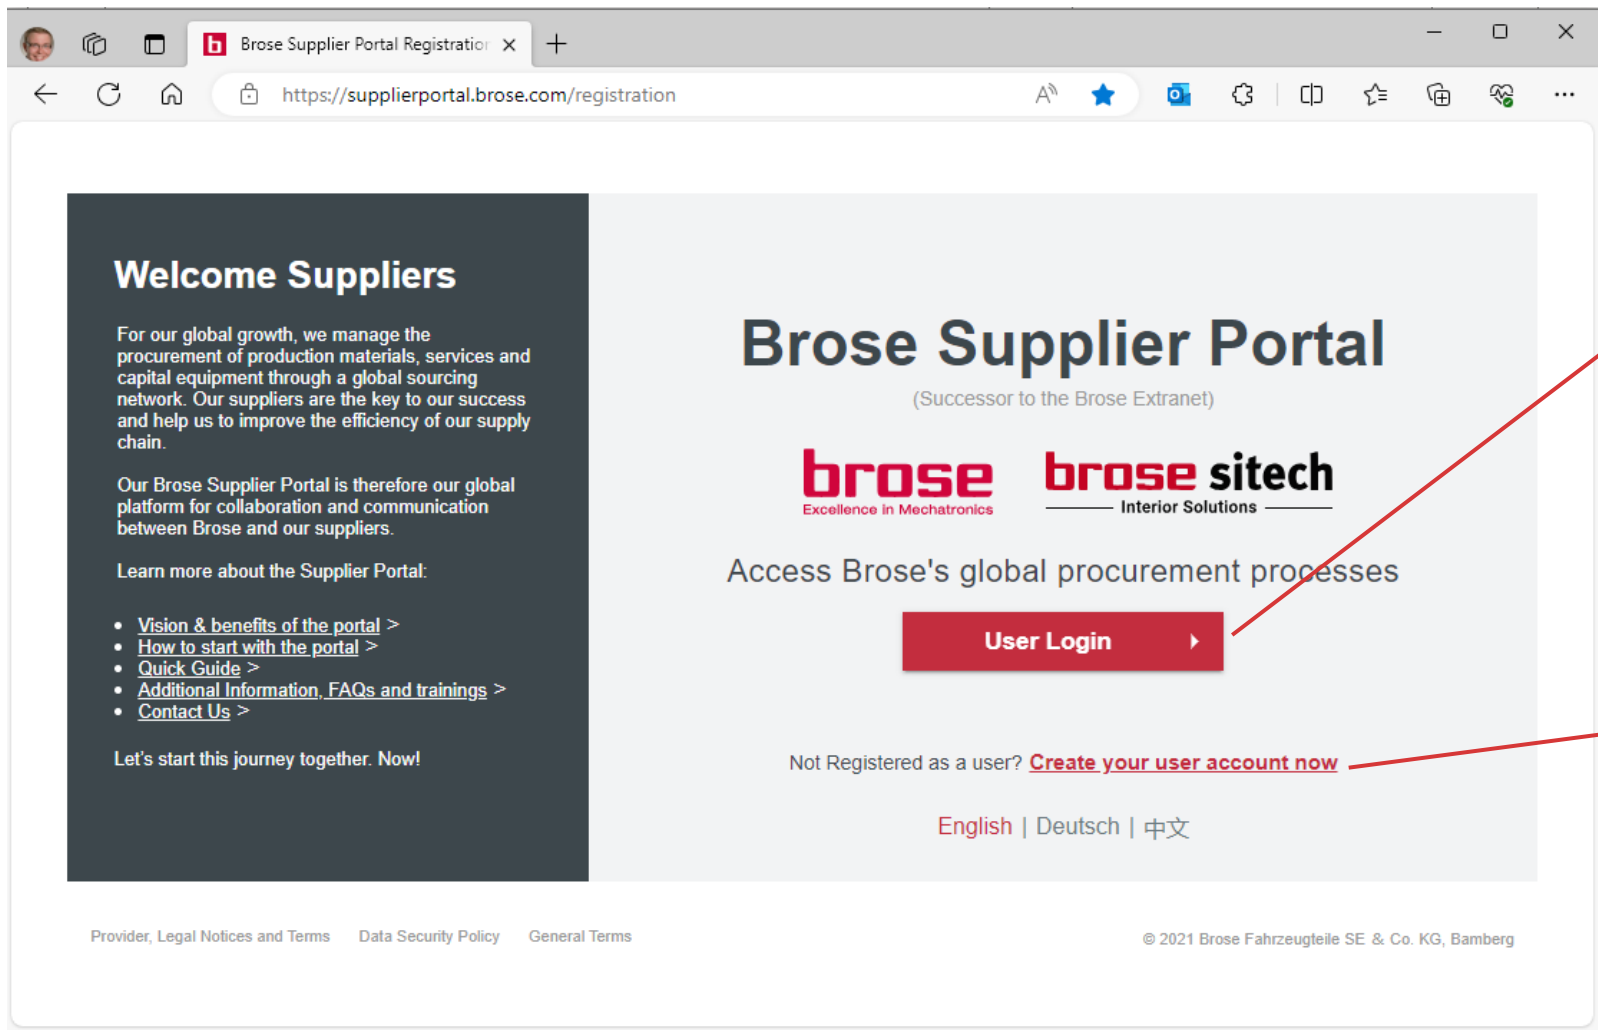 Brose Supplier Portal Registration
https://supplierportal.brose.com/registration
Welcome Suppliers
For our global growth, we manage the
procurement of production materials, services and
capital equipment through a global sourcing
network. Our suppliers are the key to our success
and help us to improve the efficiency of our supply
chain.
Our Brose Supplier Portal is therefore our global
platform for collaboration and communication
between Brose and our suppliers.
Learn more about the Supplier Portal:
• Vision & benefits of the portal >
• How to start with the portal >
• Quick Guide >
• Additional Information, FAQs and trainings >
• Contact Us >
Let's start this journey together. Now!
Brose Supplier Portal
(Successor to the Brose Extranet)
brose
Excellence in Mechatronics
brose sitech
Interior Solutions
Access Brose's global procurement processes
User Login
Not Registered as a user? Create your user account now
English | Deutsch | 中文
Provider, Legal Notices and Terms Data Security Policy General Terms
© 2021 Brose Fahrzeugteile SE & Co. KG, Bamberg